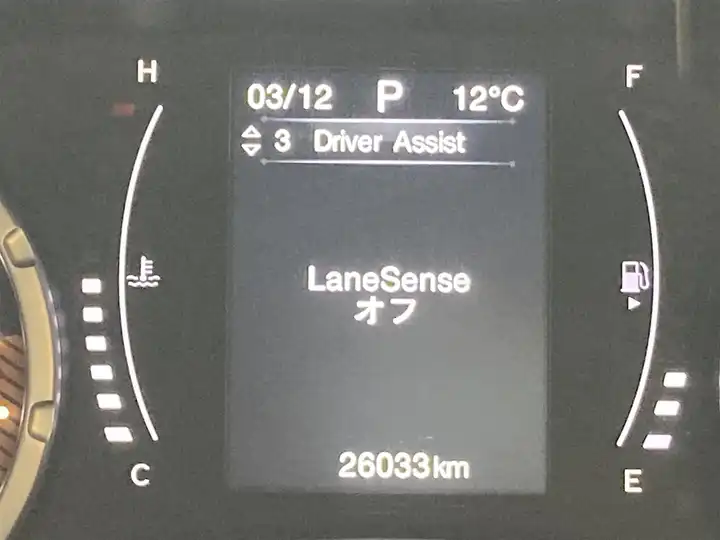 H
F
03/12 P 12°C
3 Driver Assist
LaneSense
オフ
26033km
C
E